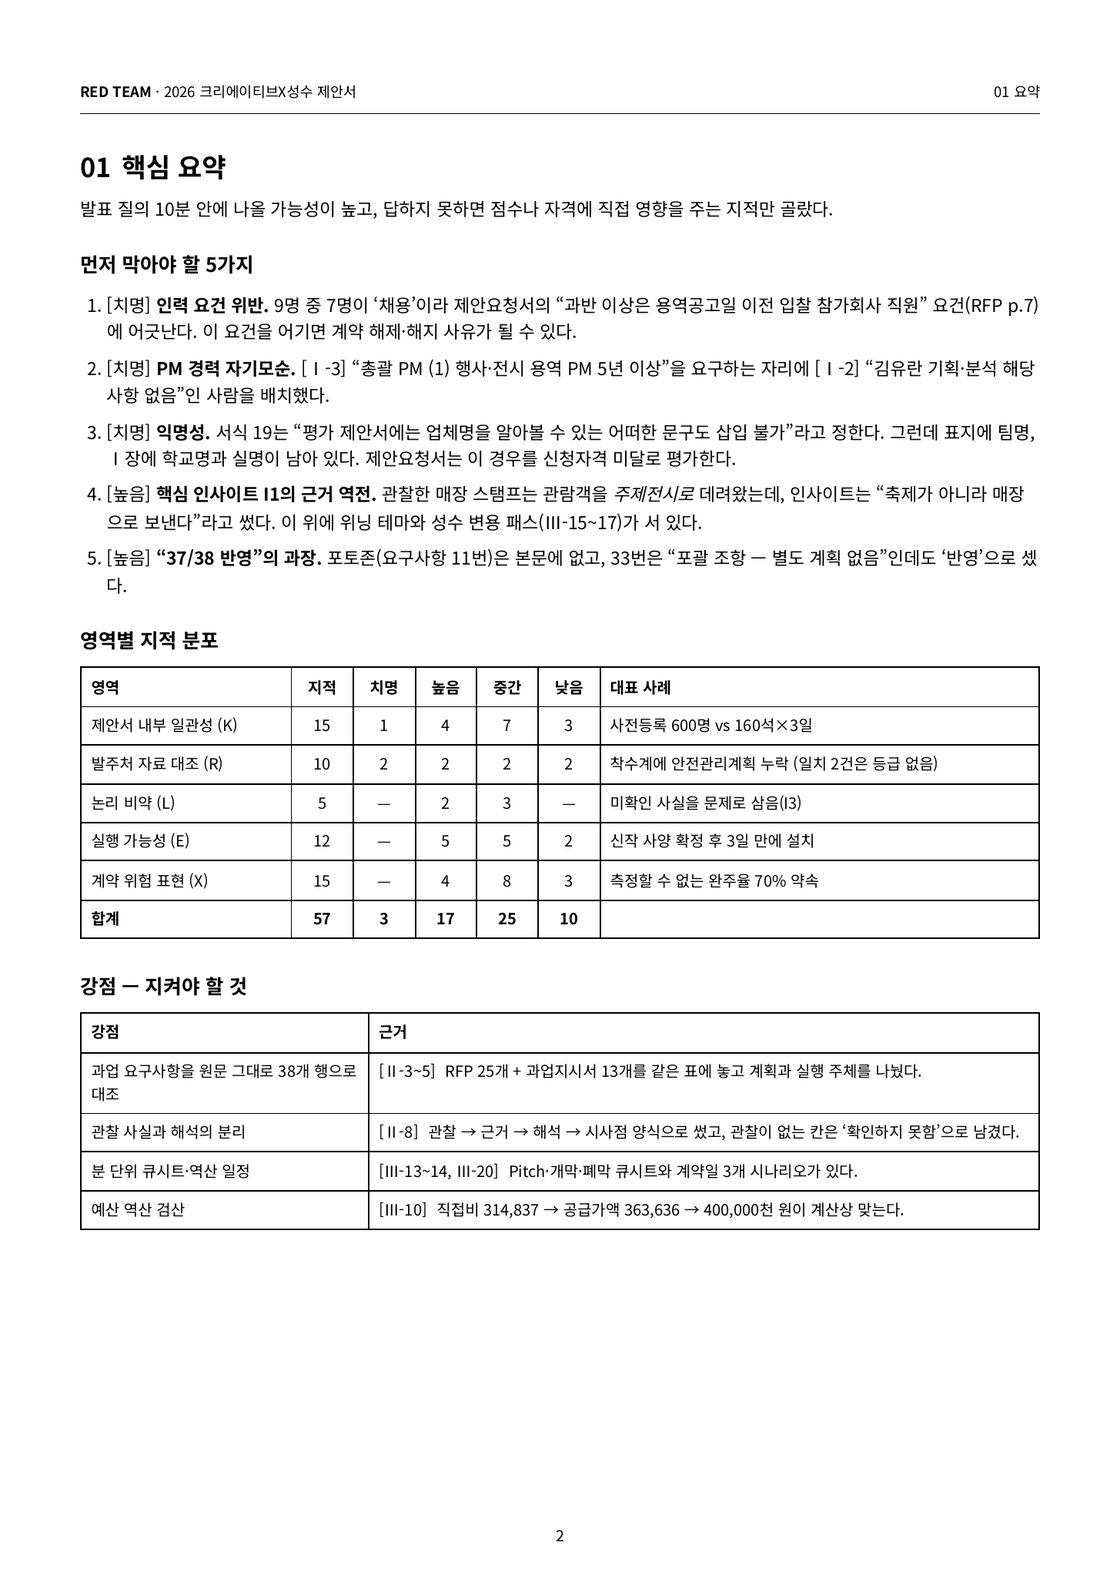 RED TEAM · 2026 크리에이티브X성수 제안서
01 요약
01 핵심 요약
발표 질의 10분 안에 나올 가능성이 높고, 답하지 못하면 점수나 자격에 직접 영향을 주는 지적만 골랐다.
먼저 막아야 할 5가지
1. [치명] 인력 요건 위반. 9명 중 7명이 ‘채용’이라 제안요청서의 “과반 이상은 용역공고일 이전 입찰 참가회사 직원” 요건(RFP p.7)
에 어긋난다. 이 요건을 어기면 계약 해제·해지 사유가 될 수 있다.
2. [치명] PM 경력 자기모순. [Ⅰ-3] “총괄 PM (1) 행사·전시 용역 PM 5년 이상”을 요구하는 자리에 [Ⅰ-2] “김유란 기획·분석 해당
사항 없음”인 사람을 배치했다.
3. [치명] 익명성. 서식 19는 “평가 제안서에는 업체명을 알아볼 수 있는 어떠한 문구도 삽입 불가”라고 정한다. 그런데 표지에 팀명,
Ⅰ장에 학교명과 실명이 남아 있다. 제안요청서는 이 경우를 신청자격 미달로 평가한다.
4. [높음] 핵심 인사이트 I1의 근거 역전. 관찰한 매장 스탬프는 관람객을 주제전시로 데려왔는데, 인사이트는 “축제가 아니라 매장
으로 보낸다”라고 썼다. 이 위에 위닝 테마와 성수 변용 패스(Ⅲ-15~17)가 서 있다.
5. [높음] “37/38 반영”의 과장. 포토존(요구사항 11번)은 본문에 없고, 33번은 “포괄 조항 — 별도 계획 없음”인데도 ‘반영’으로 셌
다.
영역별 지적 분포
영역 지적 치명 높음 중간 낮음 대표 사례
제안서 내부 일관성 (K) 15 1 4 7 3 사전등록 600명 vs 160석×3일
발주처 자료 대조 (R) 10 2 2 2 2 착수계에 안전관리계획 누락 (일치 2건은 등급 없음)
논리 비약 (L) 5 — 2 3 — 미확인 사실을 문제로 삼음(I3)
실행 가능성 (E) 12 — 5 5 2 신작 사양 확정 후 3일 만에 설치
계약 위험 표현 (X) 15 — 4 8 3 측정할 수 없는 완주율 70% 약속
합계 57 3 17 25 10
강점 — 지켜야 할 것
강점 근거
과업 요구사항을 원문 그대로 38개 행으로 [Ⅱ-3~5] RFP 25개 + 과업지시서 13개를 같은 표에 놓고 계획과 실행 주체를 나눴다.
대조
관찰 사실과 해석의 분리 [Ⅱ-8] 관찰 → 근거 → 해석 → 시사점 양식으로 썼고, 관찰이 없는 칸은 ‘확인하지 못함’으로 남겼다.
분 단위 큐시트·역산 일정 [Ⅲ-13~14, Ⅲ-20] Pitch·개막·폐막 큐시트와 계약일 3개 시나리오가 있다.
예산 역산 검산 [Ⅲ-10] 직접비 314,837 → 공급가액 363,636 → 400,000천 원이 계산상 맞는다.
2